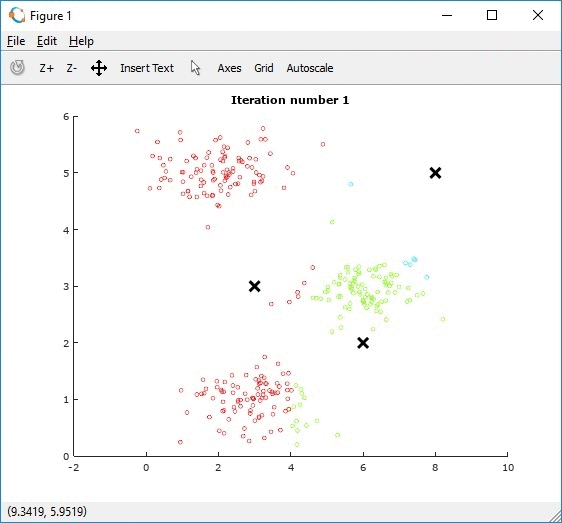 Figure 1
File Edit Help
Z+ Z- Insert Text Axes Grid Autoscale
Iteration number 1
6
5
4
3
2
1
0
-2 0 2 4 6 8 10
(9.3419, 5.9519)